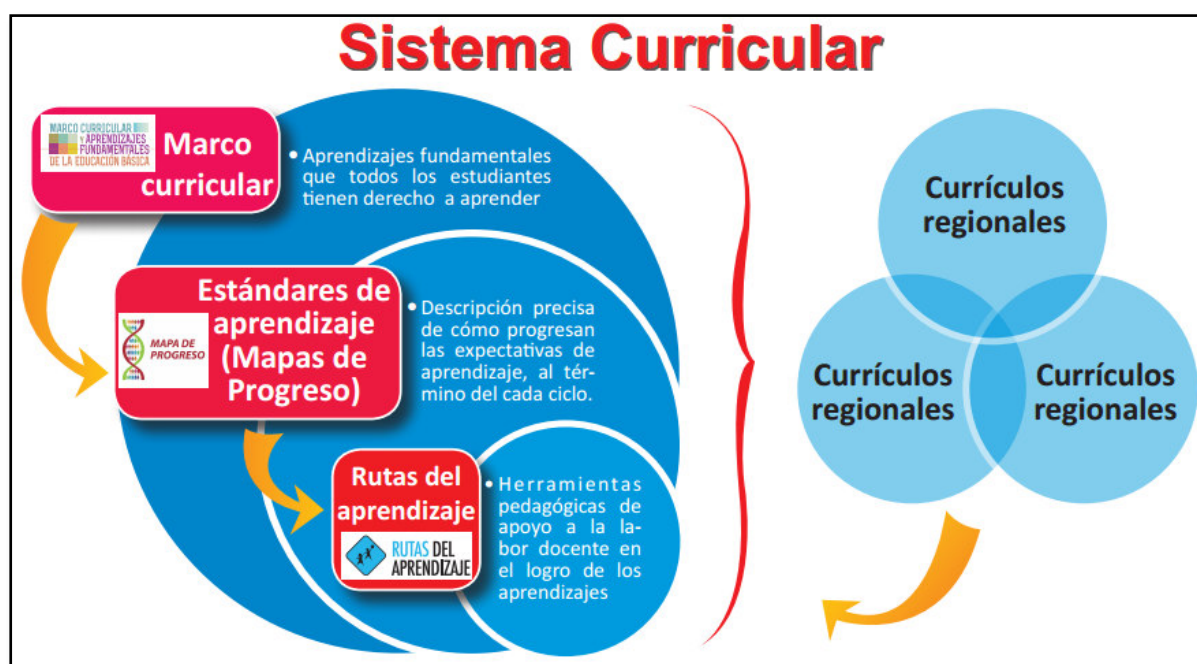 Sistema Curricular
MARCO CURRICULAR
Y APRENDIZAJES
FUNDAMENTALES
DE LA EDUCACIÓN BÁSICA
Marco
curricular
• Aprendizajes fundamentales
que todos los estudiantes
tienen derecho a aprender
MAPA DE
PROGRESO
Estándares de
aprendizaje
(Mapas de
Progreso)
• Descripción precisa
de cómo progresan
las expectativas de
aprendizaje, al tér-
mino del cada ciclo.
Rutas del
aprendizaje
RUTAS DEL
APRENDIZAJE
• Herramientas
pedagógicas de
apoyo a la la-
bor docente en
el logro de los
aprendizajes
Currículos
regionales
Currículos
regionales
Currículos
regionales